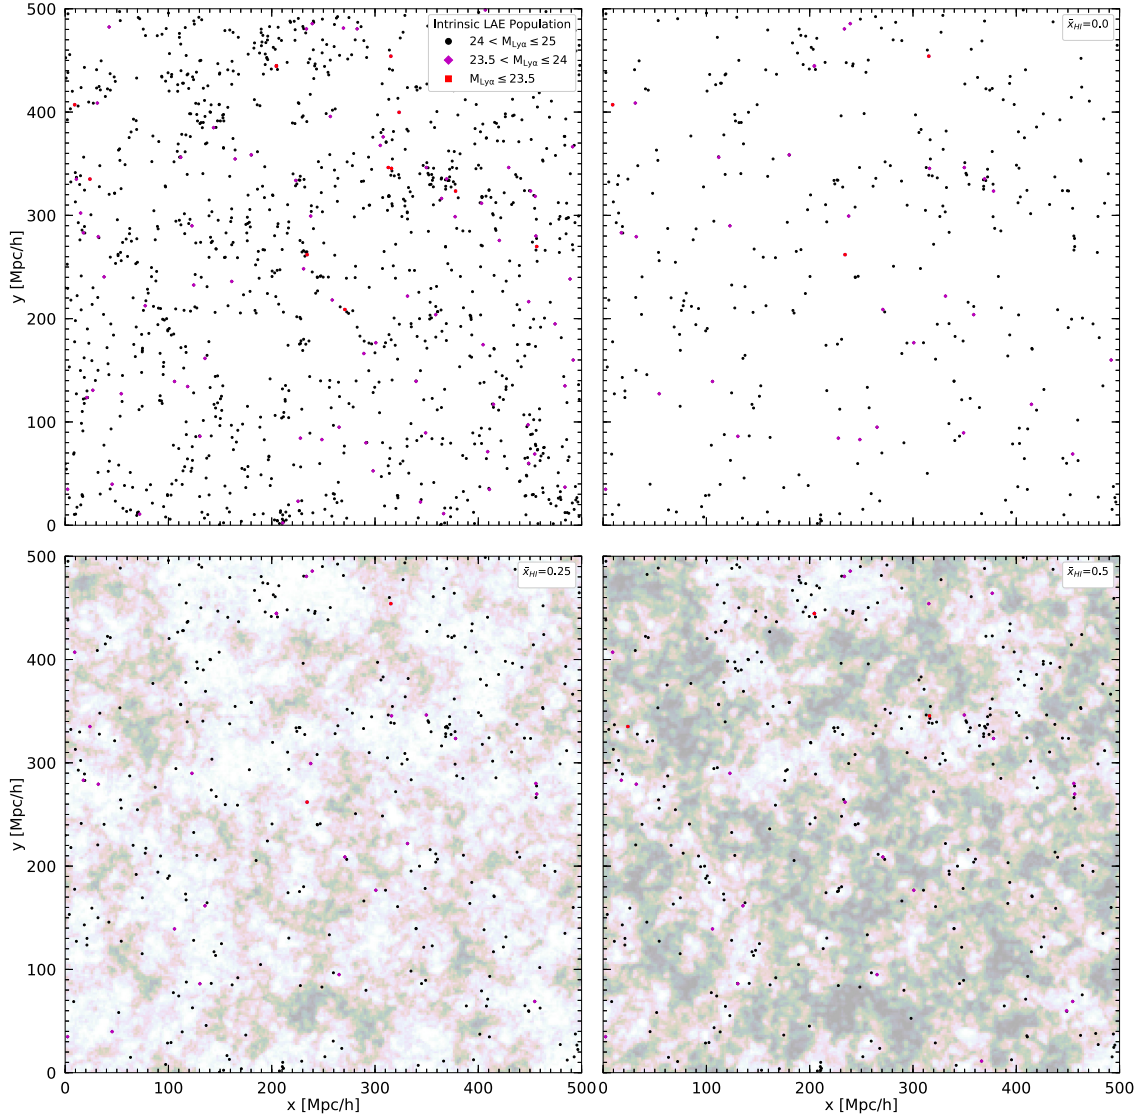 500
400
300
200
100
0
y [Mpc/h]
Intrinsic LAE Population
24 < M_Lyα ≤ 25
23.5 < M_Lyα ≤ 24
M_Lyα ≤ 23.5
x̄_HI=0.0
500
400
300
200
100
0
y [Mpc/h]
x̄_HI=0.25
x̄_HI=0.5
0 100 200 300 400 500
0 100 200 300 400 500
x [Mpc/h]
x [Mpc/h]